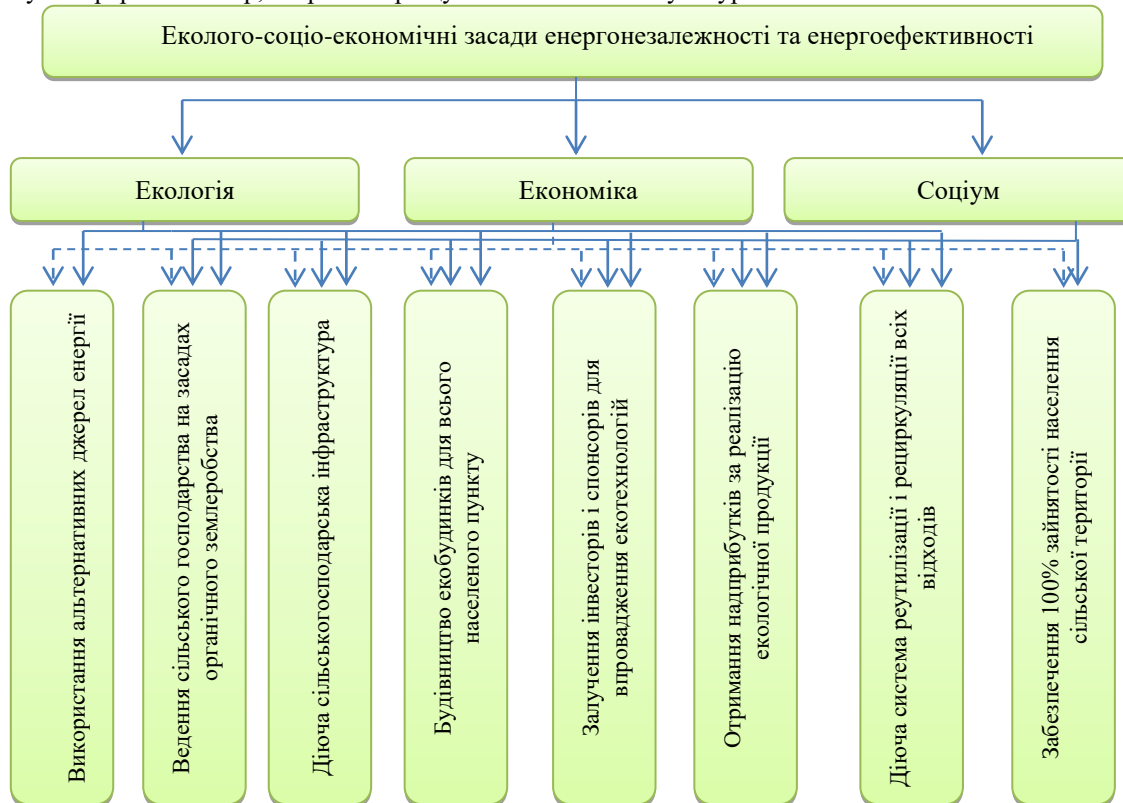 Еколого-соціо-економічні засади енергонезалежності та енергоефективності
Екологія
Економіка
Соціум
Використання альтернативних джерел енергії
Ведення сільського господарства на засадах
органічного землеробства
Діюча сільськогосподарська інфраструктура
Будівництво екобудинків для всього
населеного пункту
Залучення інвесторів і спонсорів для
впровадження екотехнологій
Отримання надприбутків за реалізацію
екологічної продукції
Діюча система реутилізації і рециркуляції всіх
відходів
Забезпечення 100% зайнятості населення
сільської території